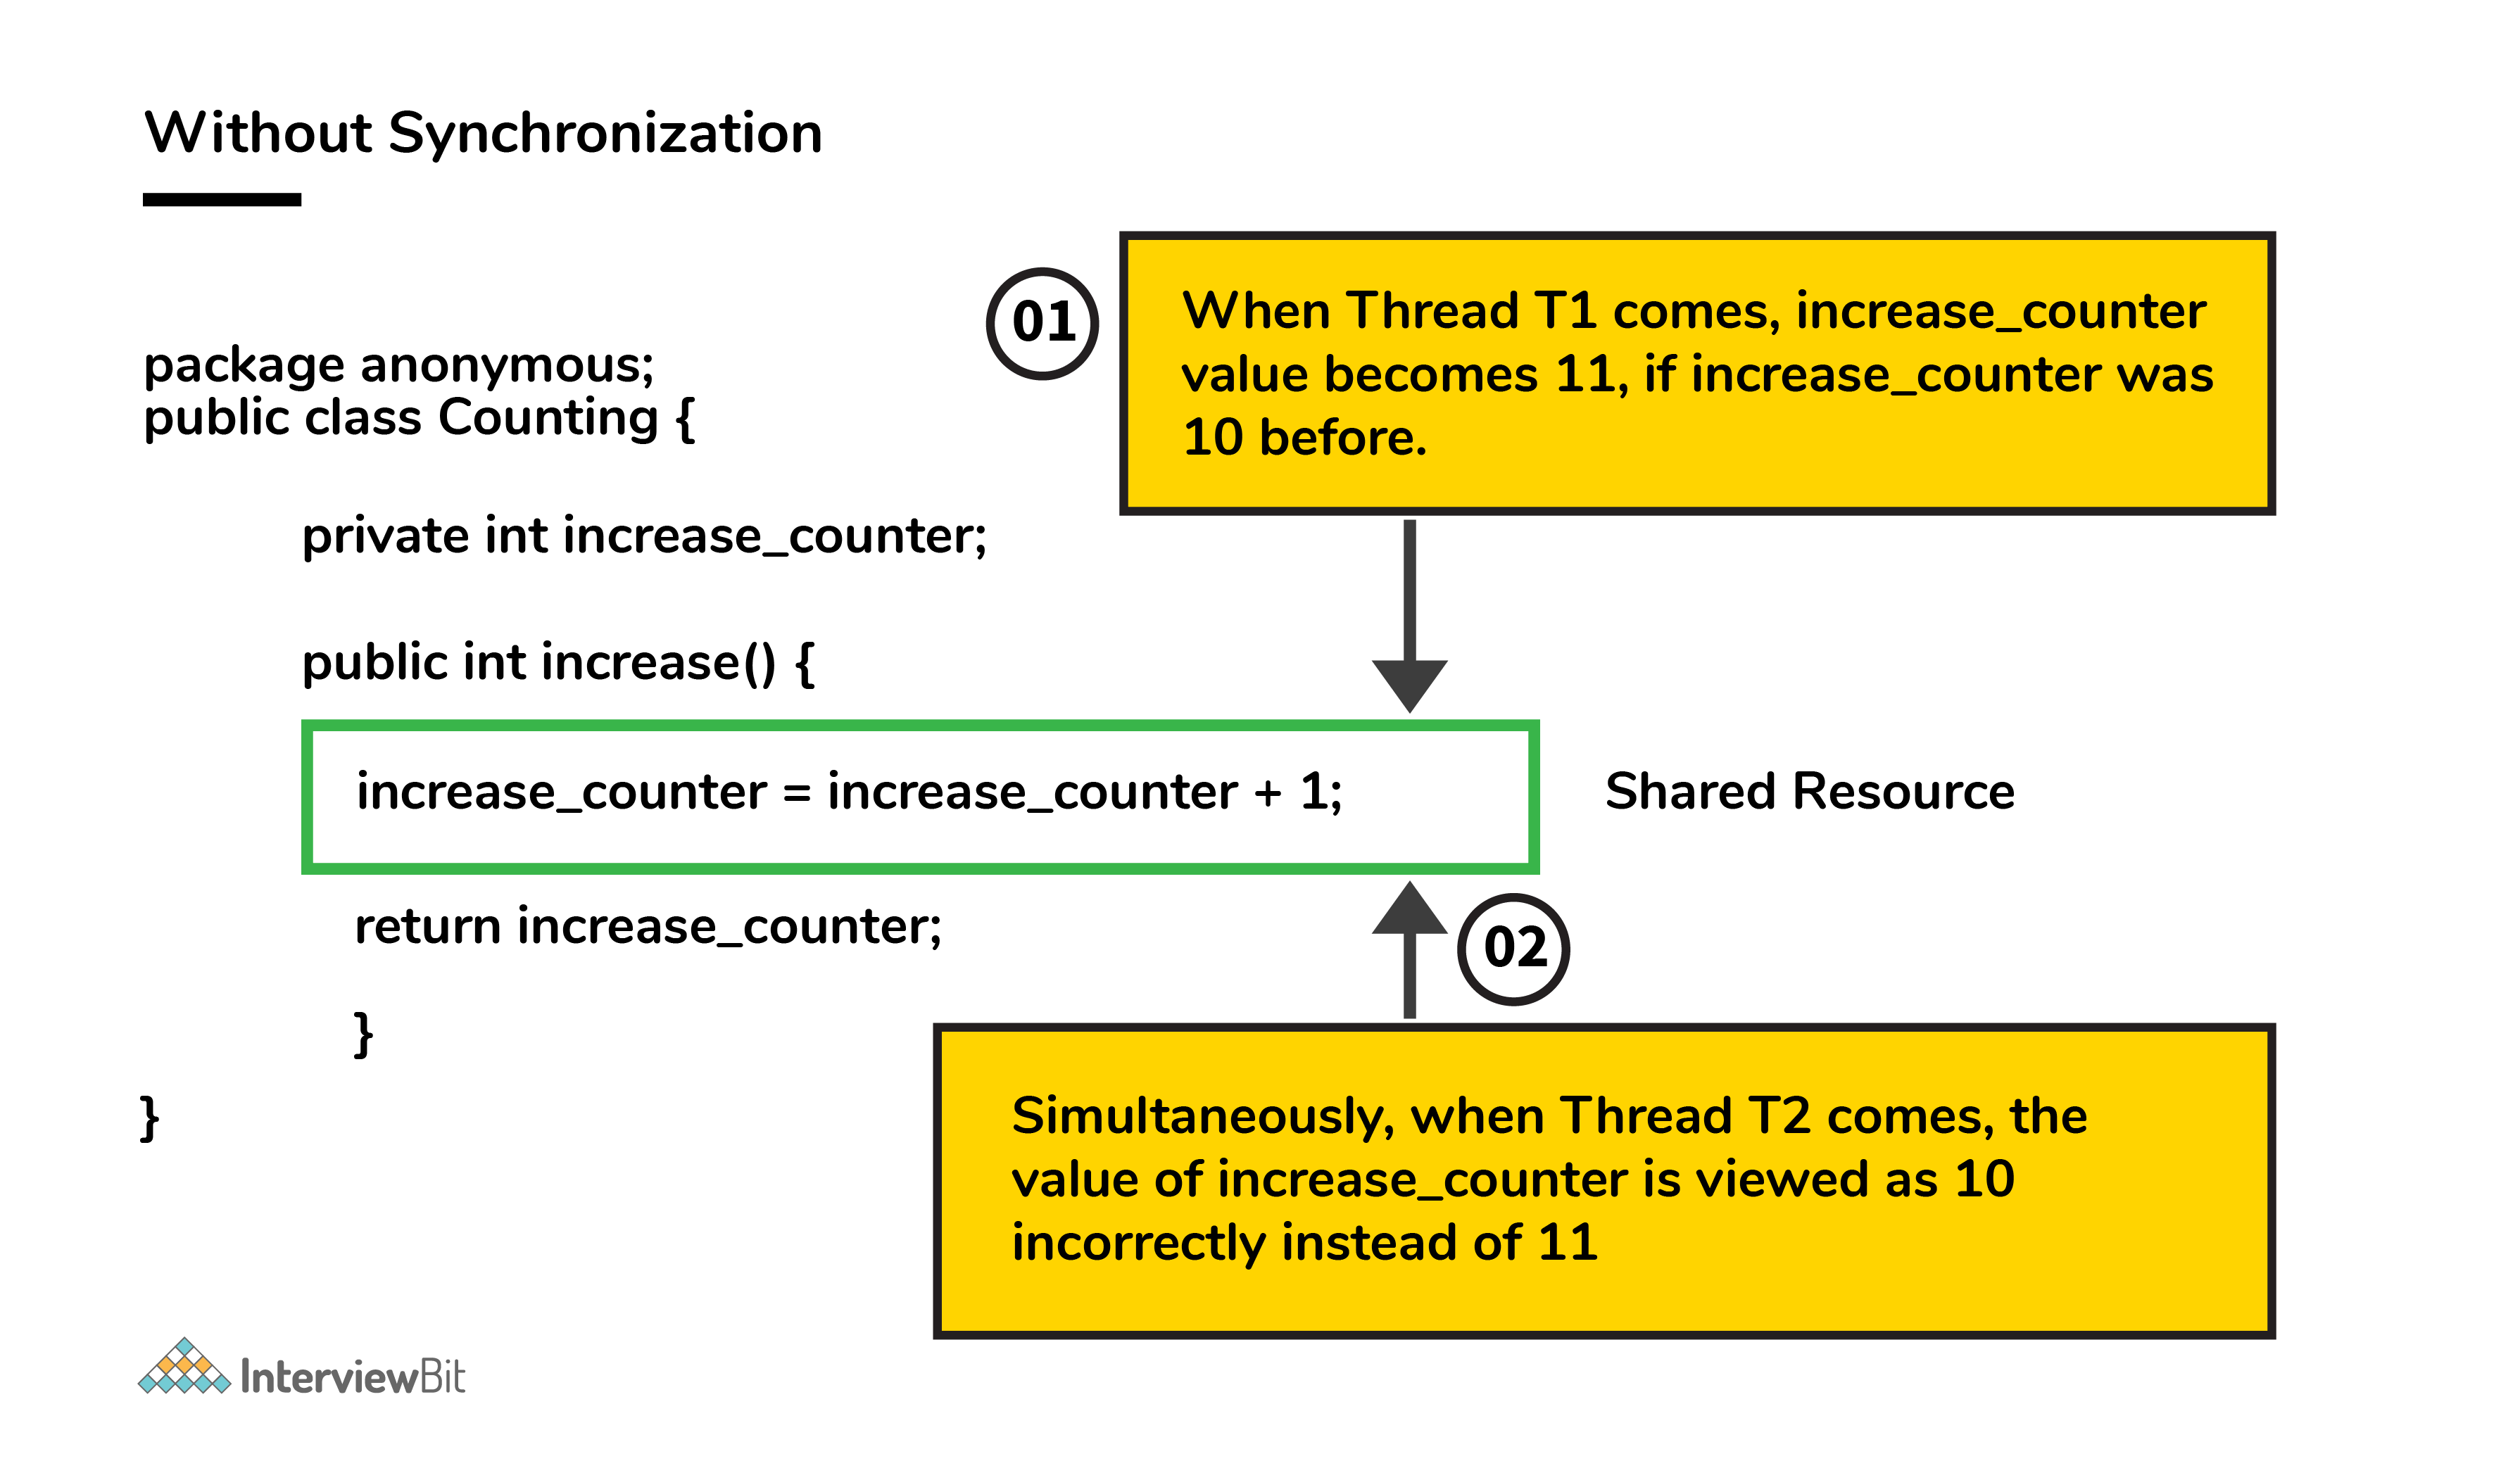 Without Synchronization
package anonymous;
public class Counting {
private int increase_counter;
public int increase() {
increase_counter = increase_counter + 1;
return increase_counter;
}
}
01
When Thread T1 comes, increase_counter
value becomes 11, if increase_counter was
10 before.
Shared Resource
02
Simultaneously, when Thread T2 comes, the
value of increase_counter is viewed as 10
incorrectly instead of 11
InterviewBit